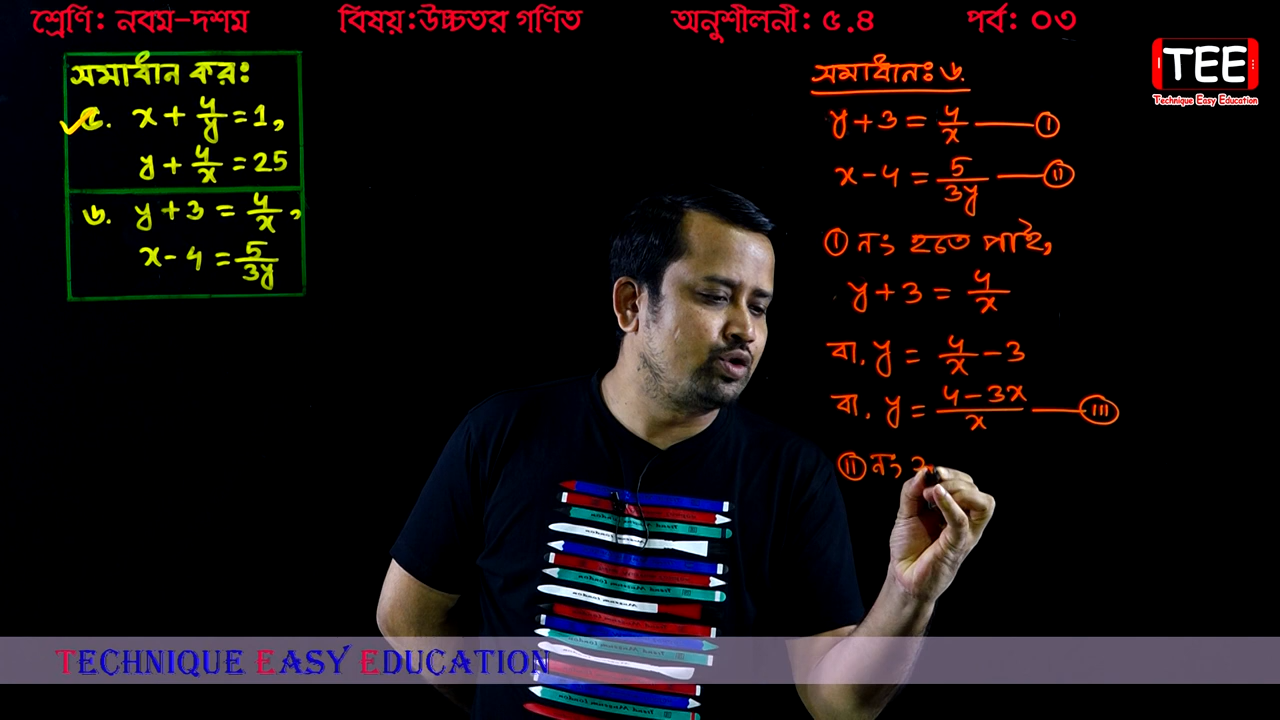 শ্রেণি: নবম-দশম বিষয়:উচ্চতর গণিত অনুশীলনী: ৫.৪ পর্ব: ০৩
TEE
Technique Easy Education
সমাধান কর:
৫. x + 4/y = 1,
y + 4/x = 25
৬. y + 3 = 4/x,
x - 4 = 5/3y
সমাধান: ৬.
y + 3 = 4/x — (i)
x - 4 = 5/3y — (ii)
(i) নং হতে পাই,
y + 3 = 4/x
বা, y = 4/x - 3
বা, y = (4 - 3x)/x — (iii)
(ii) নং
TECHNIQUE EASY EDUCATION